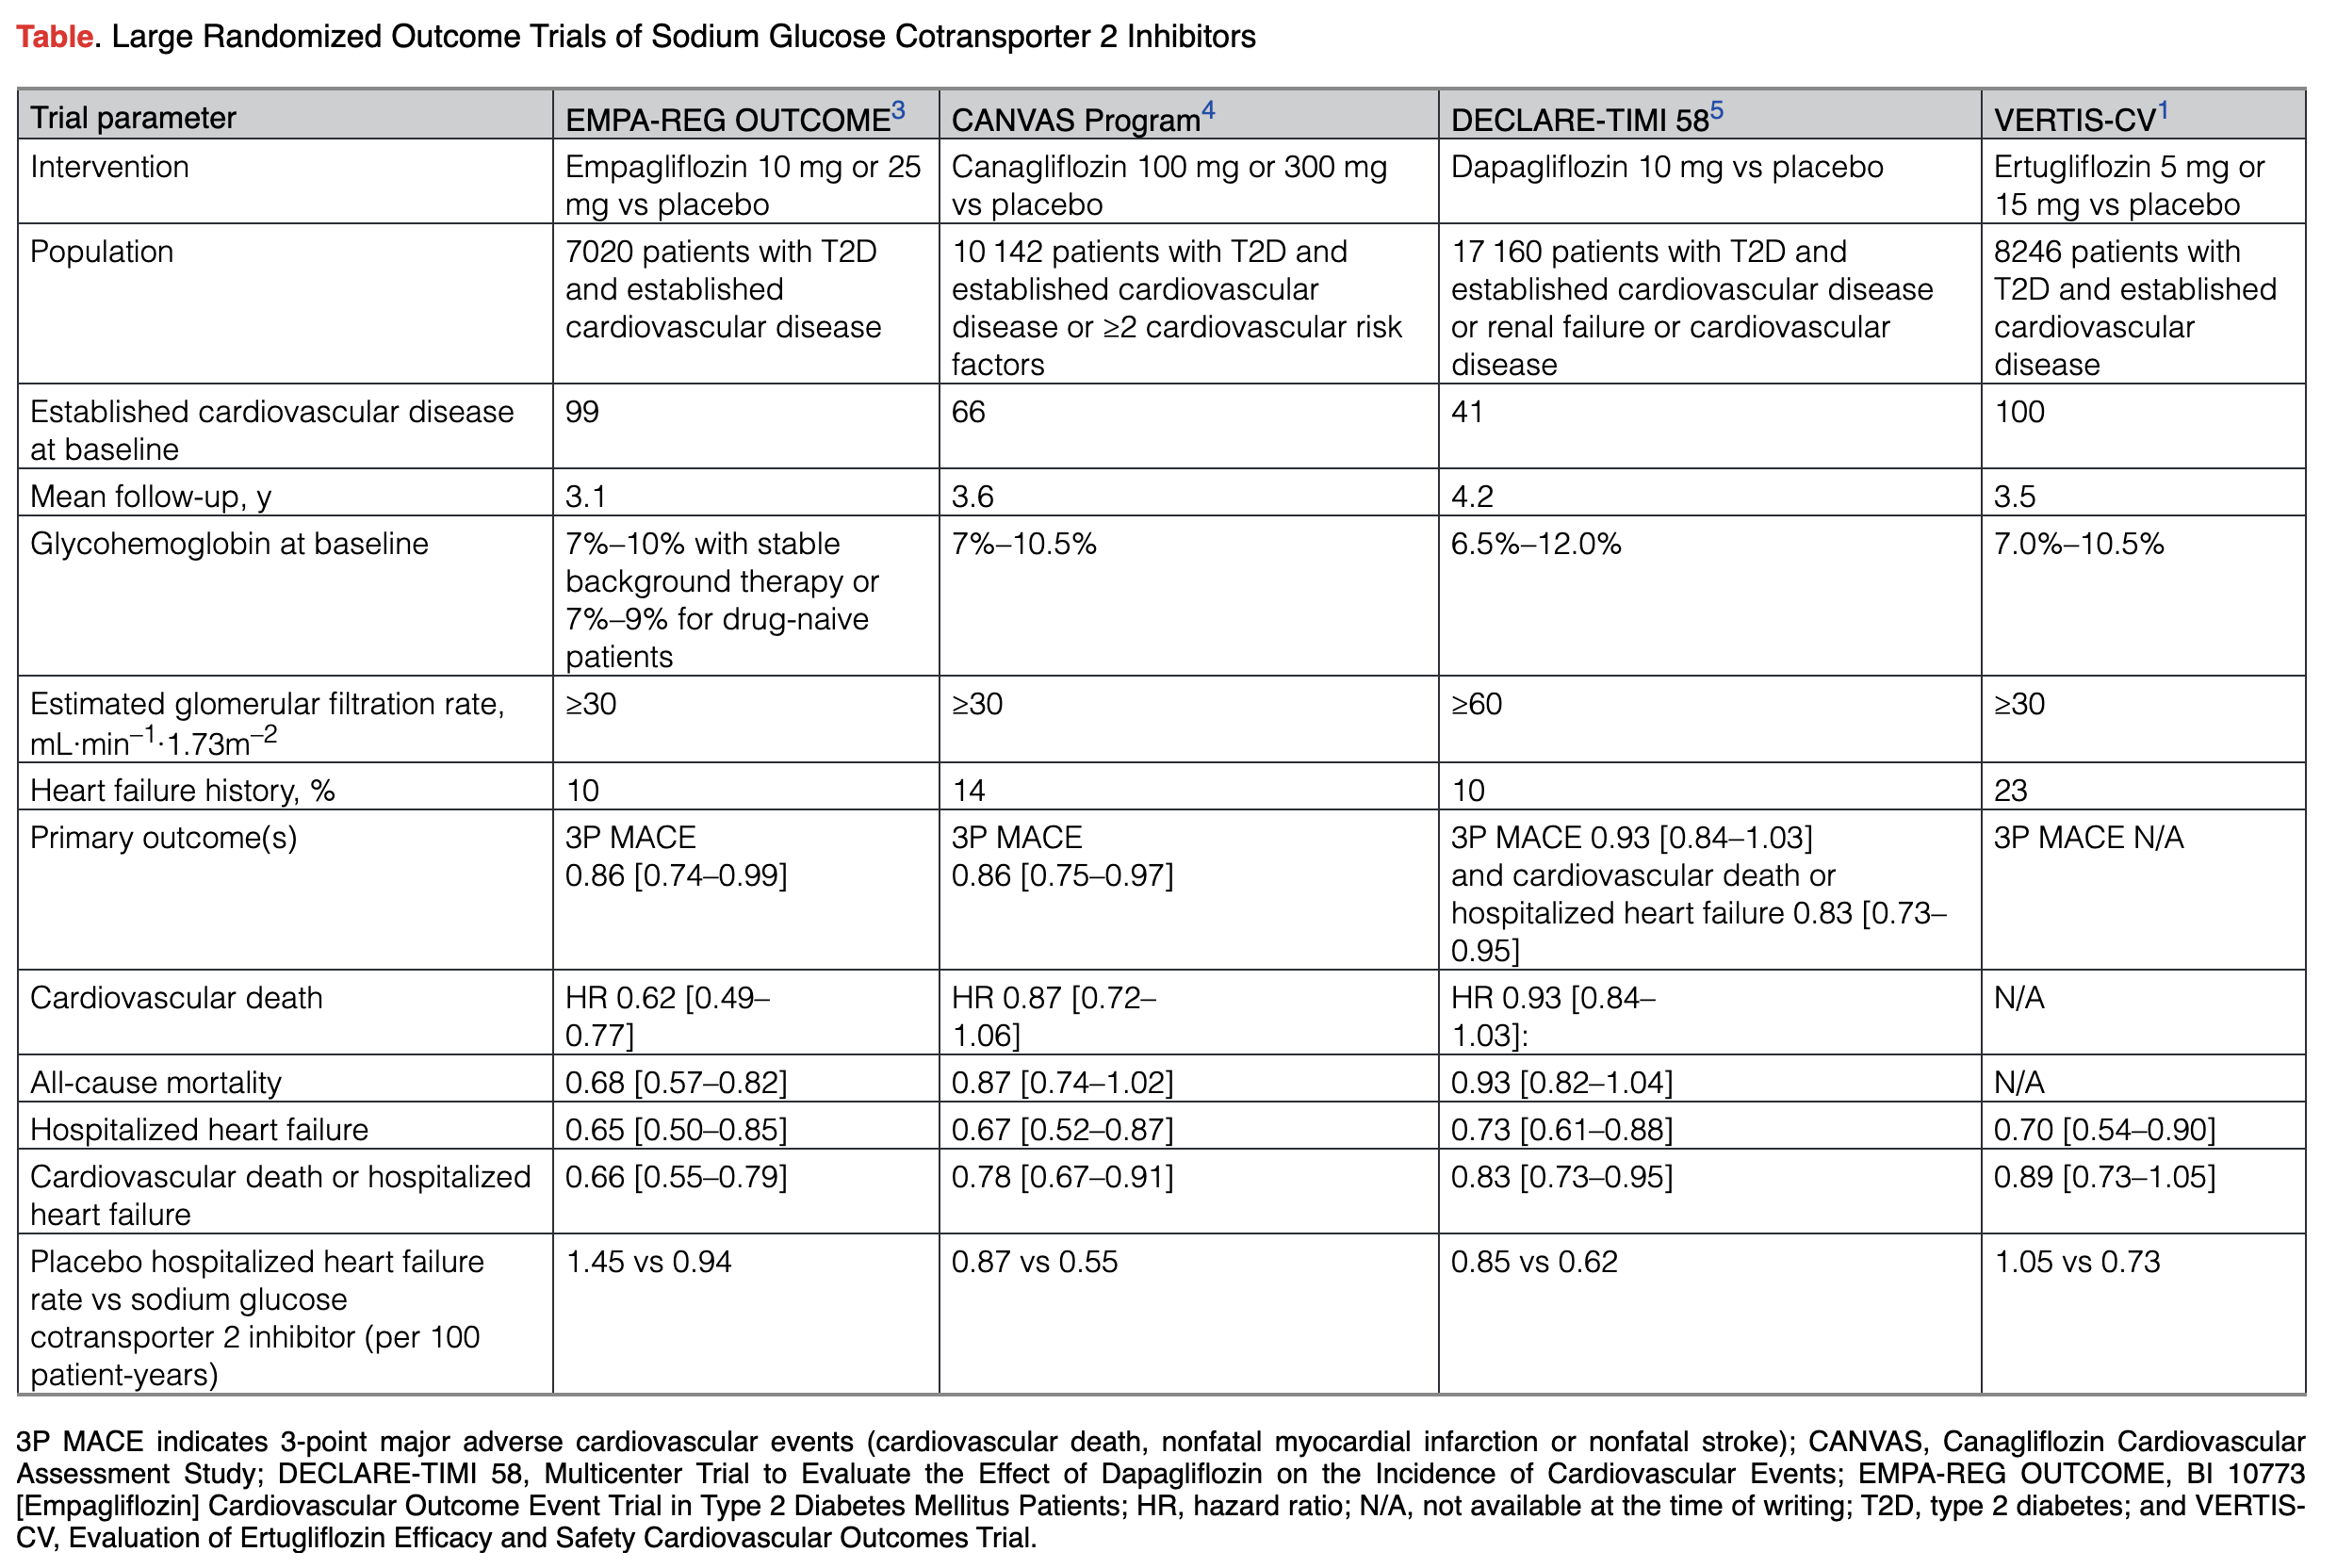 Table. Large Randomized Outcome Trials of Sodium Glucose Cotransporter 2 Inhibitors
Trial parameter
EMPA-REG OUTCOME3
CANVAS Program4
DECLARE-TIMI 585
VERTIS-CV1
Intervention
Empagliflozin 10 mg or 25
mg vs placebo
Canagliflozin 100 mg or 300 mg
vs placebo
Dapagliflozin 10 mg vs placebo
Ertugliflozin 5 mg or
15 mg vs placebo
Population
7020 patients with T2D
and established
cardiovascular disease
10 142 patients with T2D and
established cardiovascular
disease or ≥2 cardiovascular risk
factors
17 160 patients with T2D and
established cardiovascular disease
or renal failure or cardiovascular
disease
8246 patients with
T2D and established
cardiovascular
disease
Established cardiovascular disease
at baseline
99
66
41
100
Mean follow-up, y
3.1
3.6
4.2
3.5
Glycohemoglobin at baseline
7%–10% with stable
background therapy or
7%–9% for drug-naive
patients
7%–10.5%
6.5%–12.0%
7.0%–10.5%
Estimated glomerular filtration rate,
mL·min−1·1.73m−2
≥30
≥30
≥60
≥30
Heart failure history, %
10
14
10
23
Primary outcome(s)
3P MACE
0.86 [0.74–0.99]
3P MACE
0.86 [0.75–0.97]
3P MACE 0.93 [0.84–1.03]
and cardiovascular death or
hospitalized heart failure 0.83 [0.73–
0.95]
3P MACE N/A
Cardiovascular death
HR 0.62 [0.49–
0.77]
HR 0.87 [0.72–
1.06]
HR 0.93 [0.84–
1.03]:
N/A
All-cause mortality
0.68 [0.57–0.82]
0.87 [0.74–1.02]
0.93 [0.82–1.04]
N/A
Hospitalized heart failure
0.65 [0.50–0.85]
0.67 [0.52–0.87]
0.73 [0.61–0.88]
0.70 [0.54–0.90]
Cardiovascular death or hospitalized
heart failure
0.66 [0.55–0.79]
0.78 [0.67–0.91]
0.83 [0.73–0.95]
0.89 [0.73–1.05]
Placebo hospitalized heart failure
rate vs sodium glucose
cotransporter 2 inhibitor (per 100
patient-years)
1.45 vs 0.94
0.87 vs 0.55
0.85 vs 0.62
1.05 vs 0.73
3P MACE indicates 3-point major adverse cardiovascular events (cardiovascular death, nonfatal myocardial infarction or nonfatal stroke); CANVAS, Canagliflozin Cardiovascular
Assessment Study; DECLARE-TIMI 58, Multicenter Trial to Evaluate the Effect of Dapagliflozin on the Incidence of Cardiovascular Events; EMPA-REG OUTCOME, BI 10773
[Empagliflozin] Cardiovascular Outcome Event Trial in Type 2 Diabetes Mellitus Patients; HR, hazard ratio; N/A, not available at the time of writing; T2D, type 2 diabetes; and VERTIS-
CV, Evaluation of Ertugliflozin Efficacy and Safety Cardiovascular Outcomes Trial.